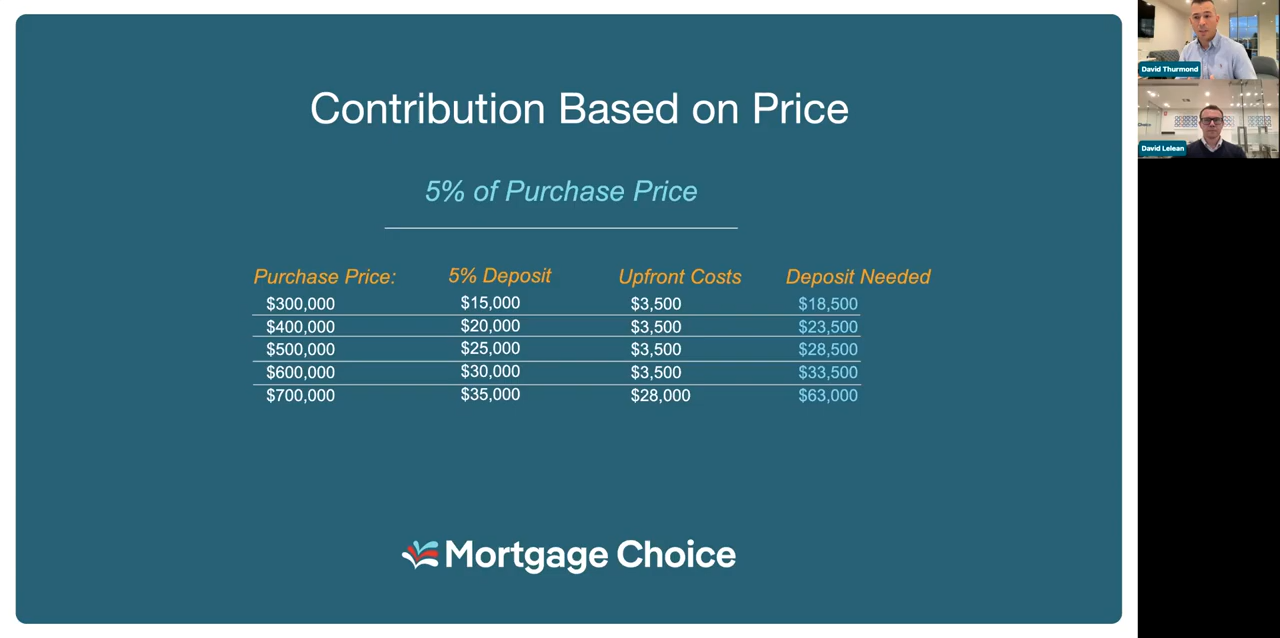 Contribution Based on Price
5% of Purchase Price
Purchase Price: 5% Deposit Upfront Costs Deposit Needed
$300,000 $15,000 $3,500 $18,500
$400,000 $20,000 $3,500 $23,500
$500,000 $25,000 $3,500 $28,500
$600,000 $30,000 $3,500 $33,500
$700,000 $35,000 $28,000 $63,000
Mortgage Choice
David Thurmond
David Lelean